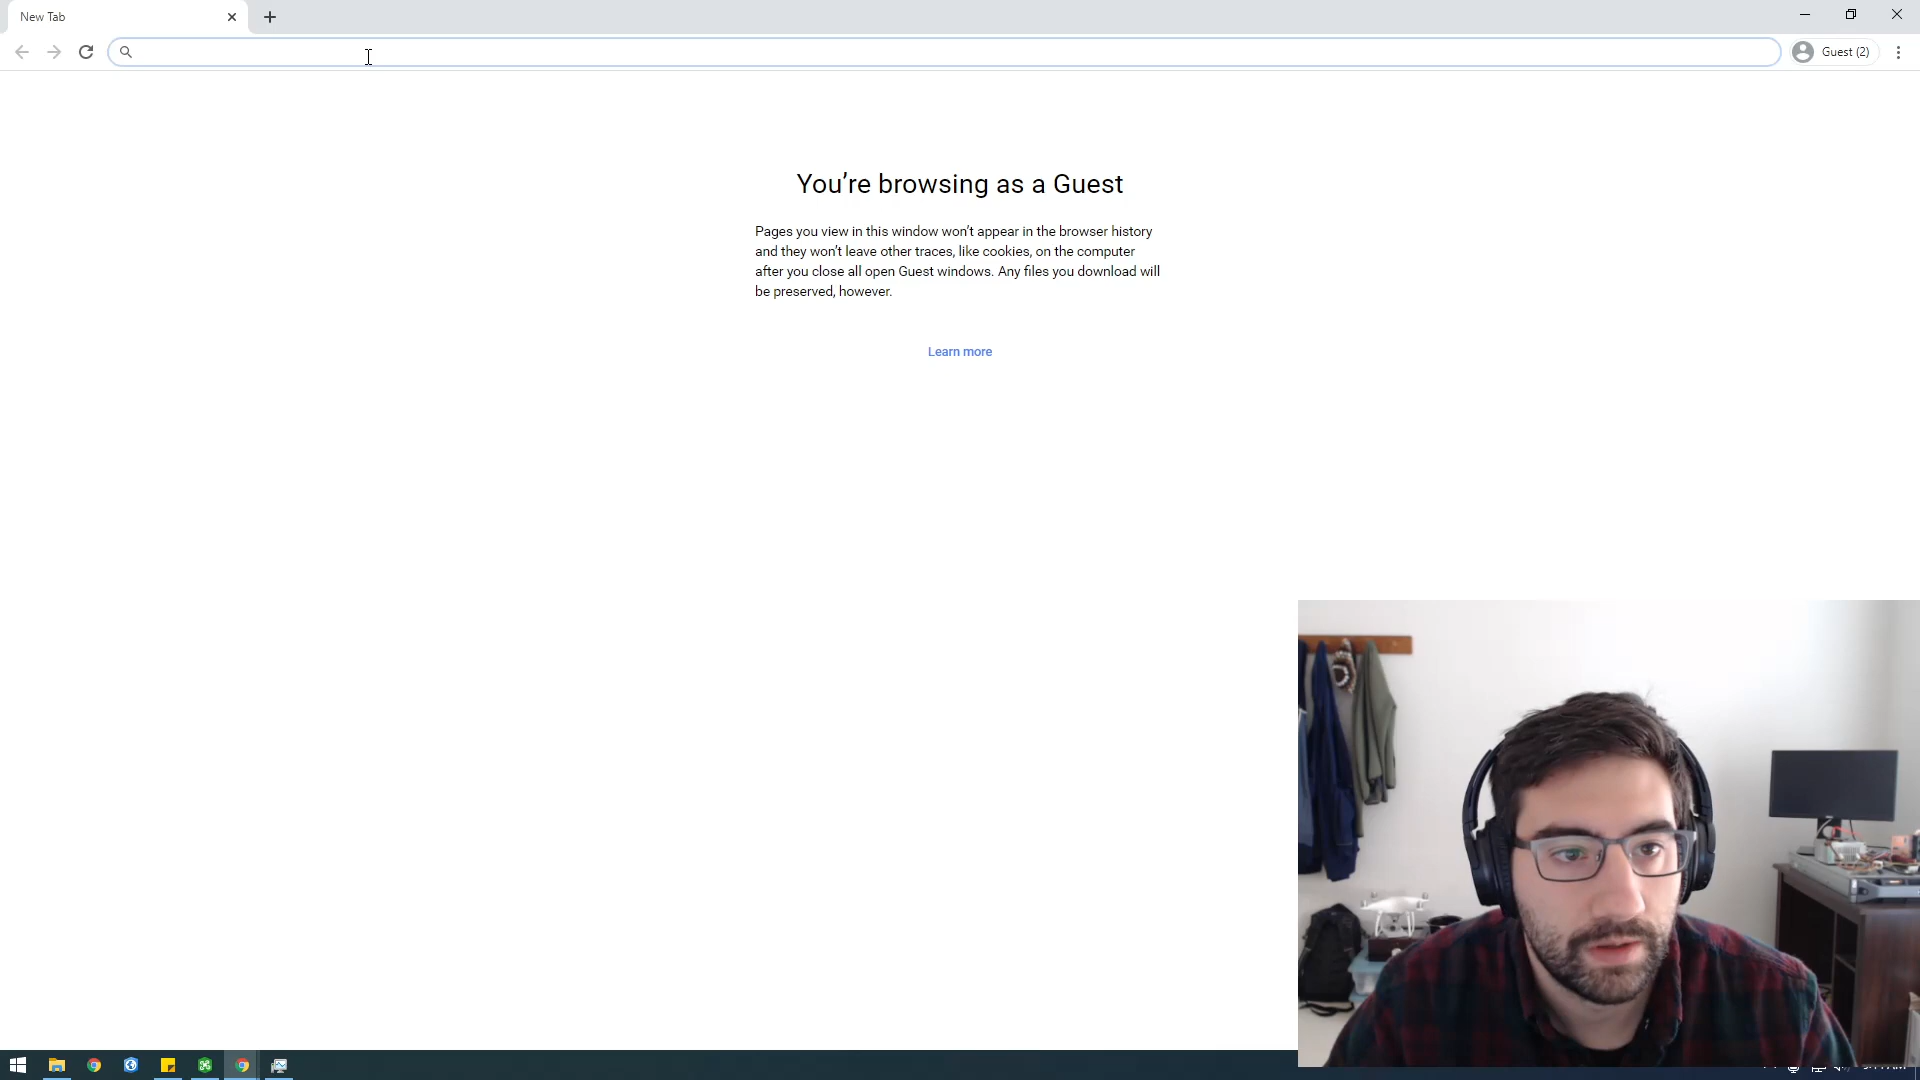 New Tab
Guest (2)
You’re browsing as a Guest
Pages you view in this window won’t appear in the browser history
and they won’t leave other traces, like cookies, on the computer
after you close all open Guest windows. Any files you download will
be preserved, however.
Learn more